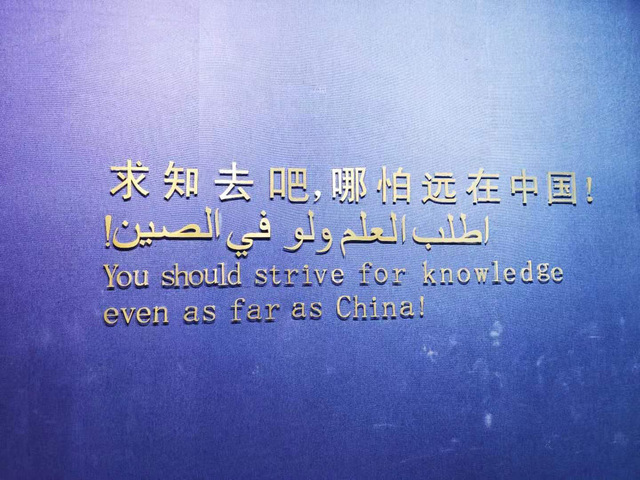 求知去吧,哪怕远在中国!
اطلب العلم ولو في الصين!
You should strive for knowledge
even as far as China!